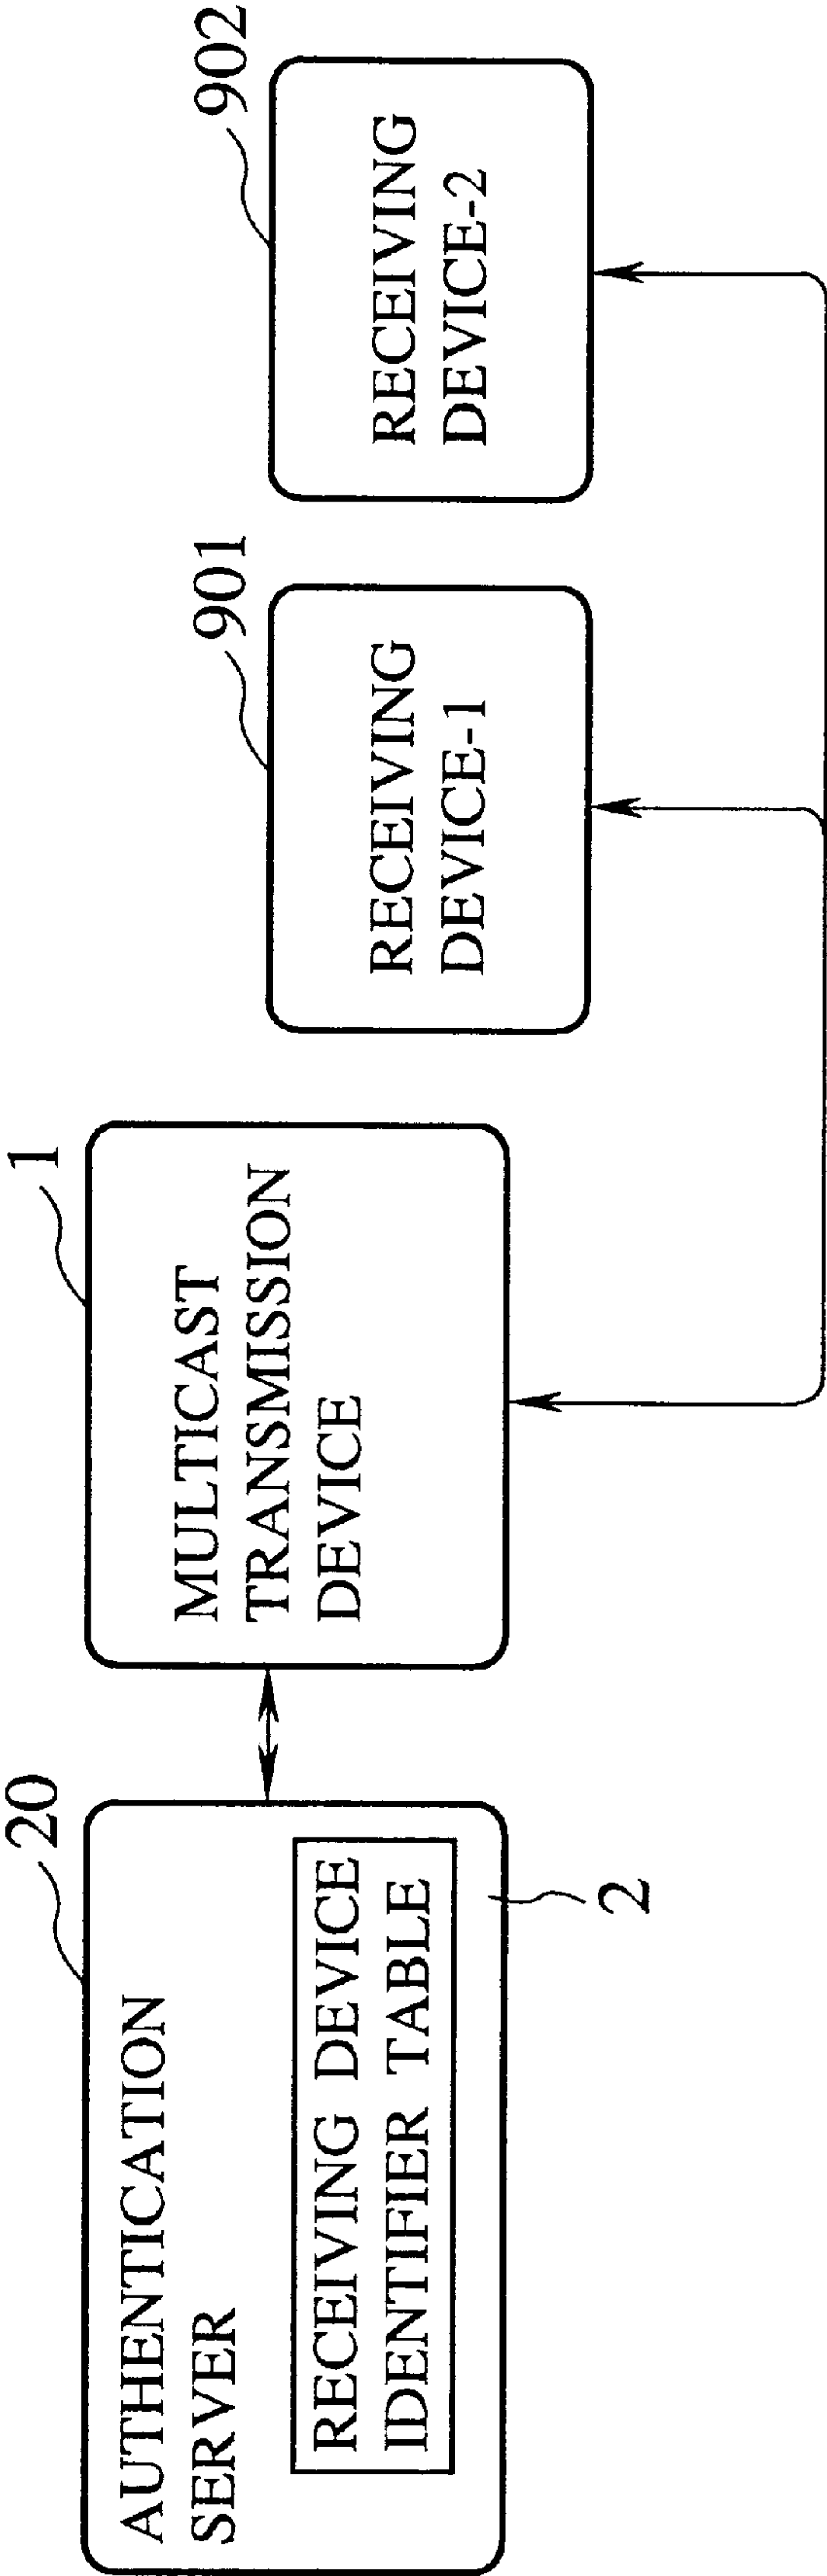 20
AUTHENTICATION
SERVER
RECEIVING DEVICE
IDENTIFIER TABLE
2
1
MULTICAST
TRANSMISSION
DEVICE
901
RECEIVING
DEVICE-1
902
RECEIVING
DEVICE-2